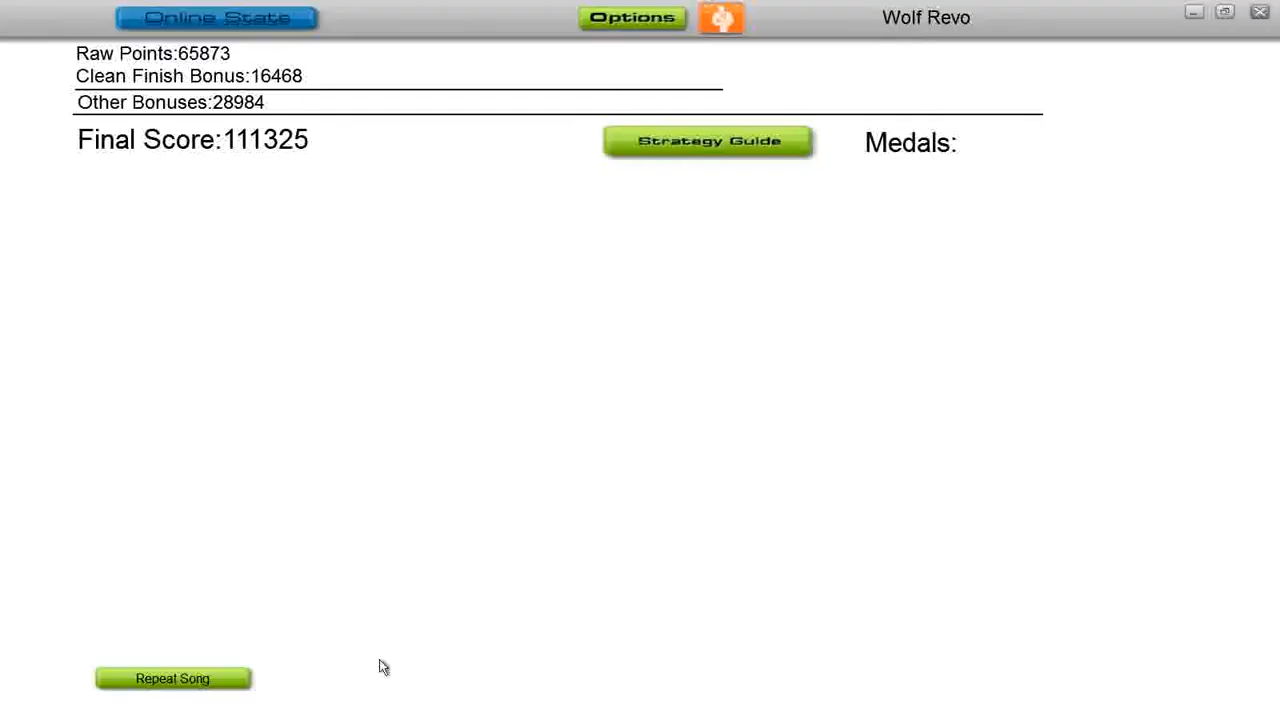 Online State
Options
Wolf Revo
Raw Points:65873
Clean Finish Bonus:16468
Other Bonuses:28984
Final Score:111325
Strategy Guide
Medals:
Repeat Song